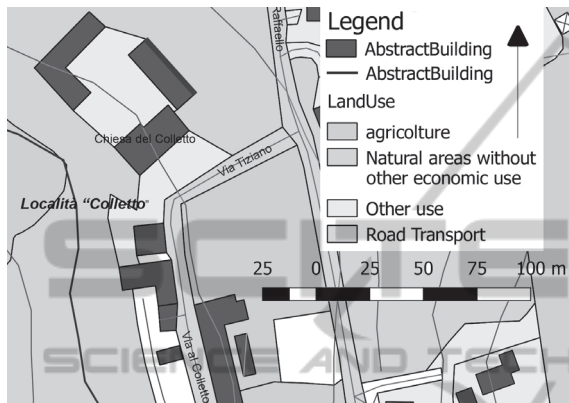 Legend
AbstractBuilding
AbstractBuilding
LandUse
agricolture
Natural areas without
other economic use
Other use
Road Transport
25 0 25 50 75 100 m
Raffaello
Chiesa del Colletto
Via Tiziano
Località "Colletto"
Via al Colletto
SCITE
SCIENCE AND TECH